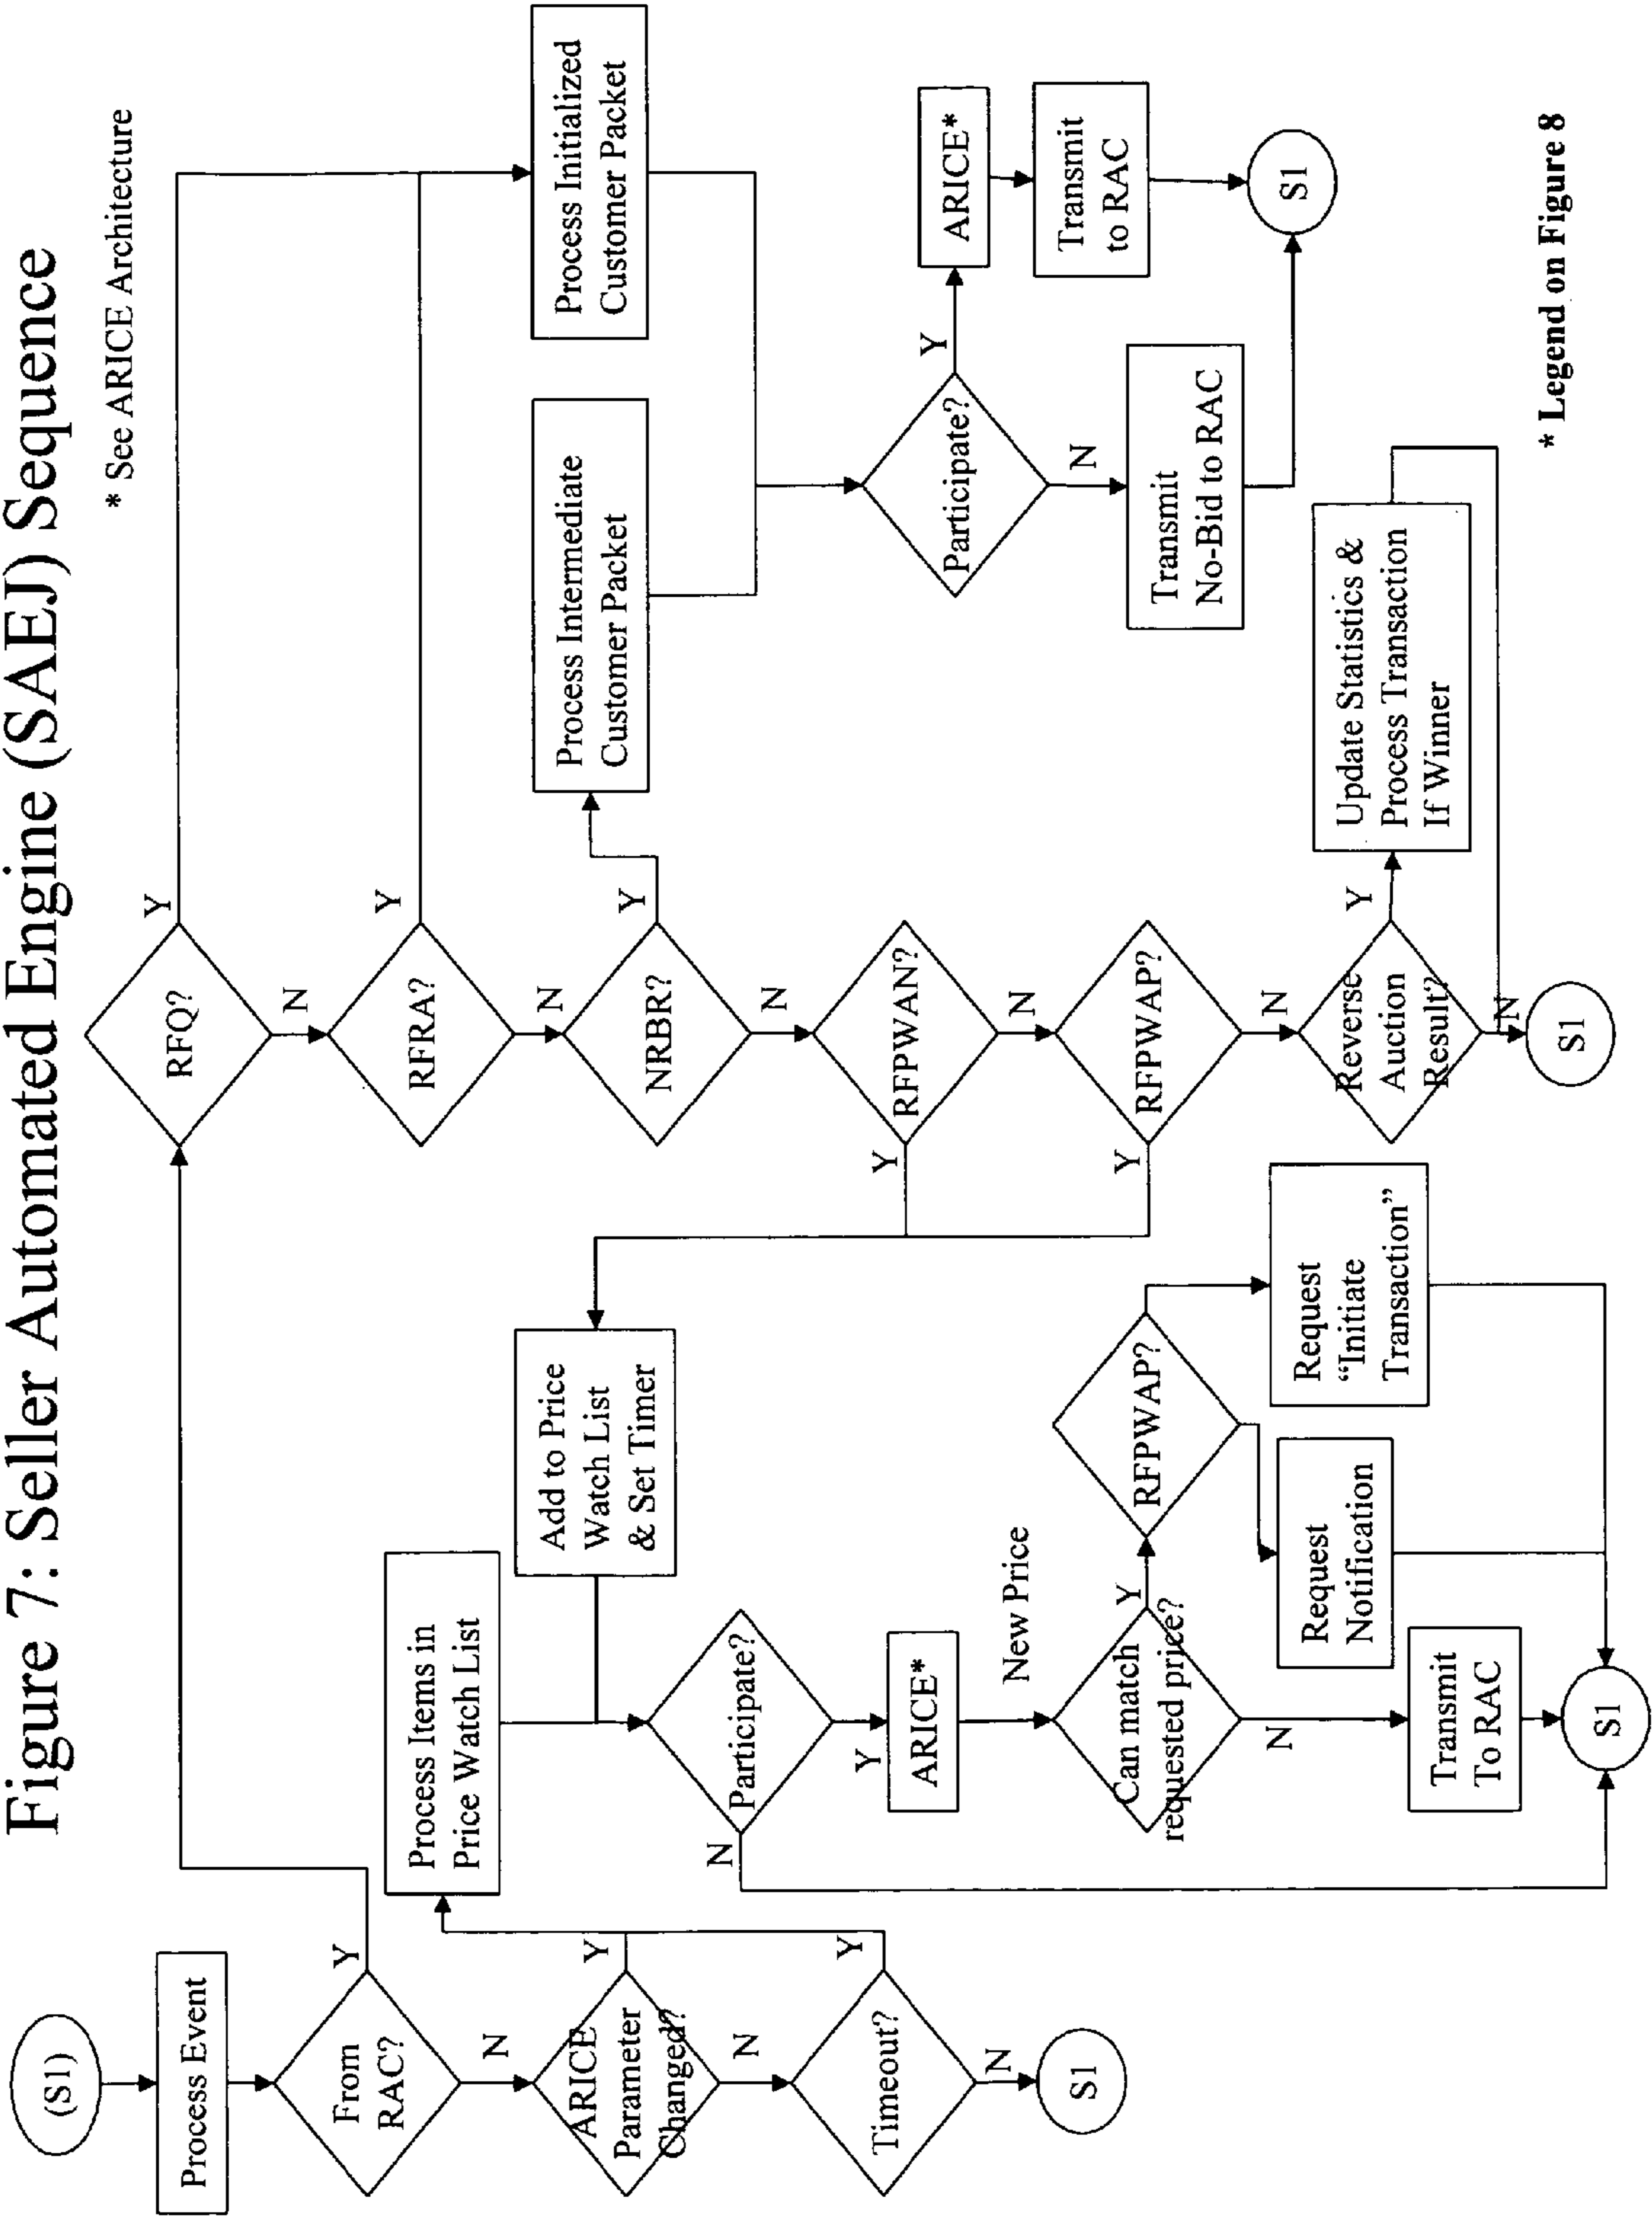 Figure 7: Seller Automated Engine (SAEJ) Sequence
* See ARICE Architecture
(S1)
Process Event
From
RAC?
Y
N
ARICE
Parameter
Changed?
Y
N
Timeout?
Y
N
S1
Process Items in
Price Watch List
Add to Price
Watch List
& Set Timer
Participate?
N
Y
ARICE*
New Price
Can match
requested price?
Y
N
Transmit
To RAC
S1
RFPWAP?
Request
Notification
Request
“Initiate
Transaction”
RFQ?
Y
N
RFRA?
Y
N
NRBR?
Y
N
RFPWAN?
Y
N
RFPWAP?
Y
N
Reverse
Auction
Result?
Y
N
S1
Update Statistics &
Process Transaction
If Winner
Process Intermediate
Customer Packet
Process Initialized
Customer Packet
Participate?
Y
N
ARICE*
Transmit
to RAC
Transmit
No-Bid to RAC
S1
* Legend on Figure 8